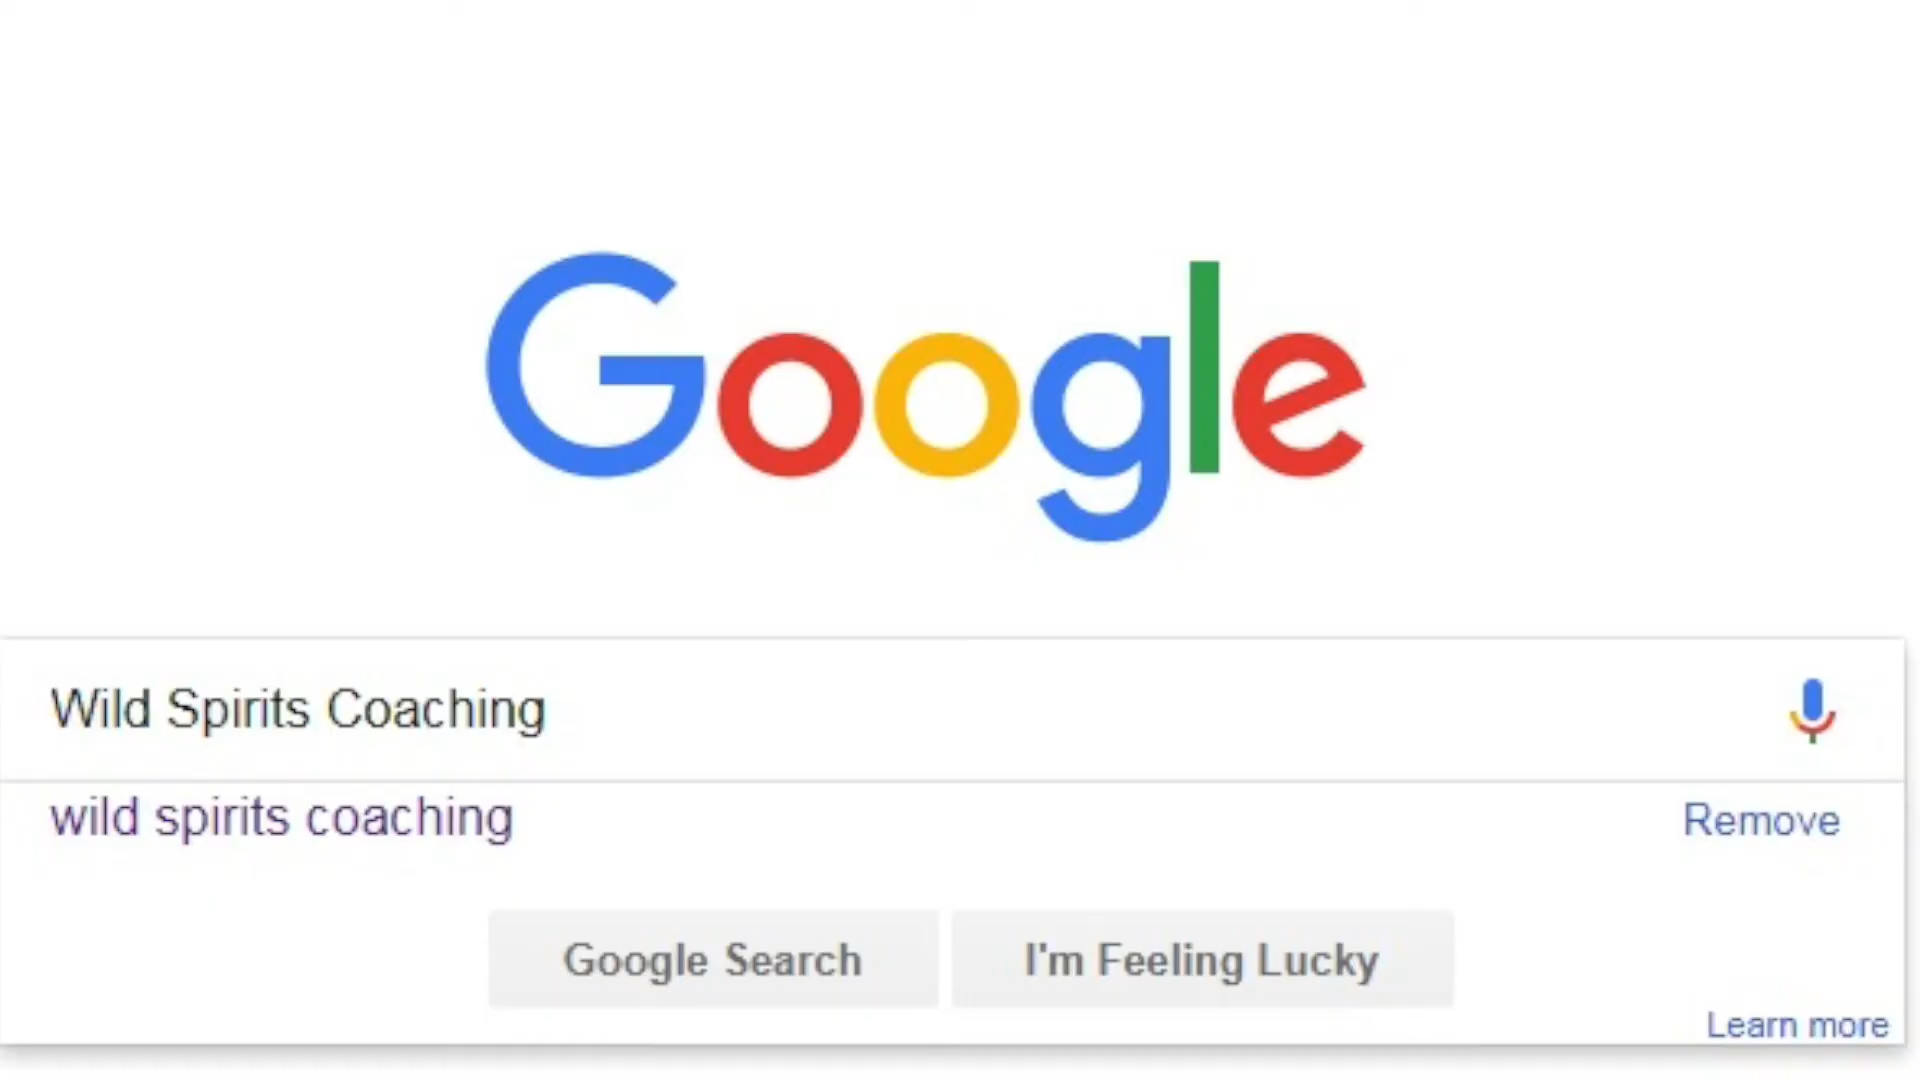 Google
Wild Spirits Coaching
wild spirits coaching Remove
Google Search I'm Feeling Lucky
Learn more